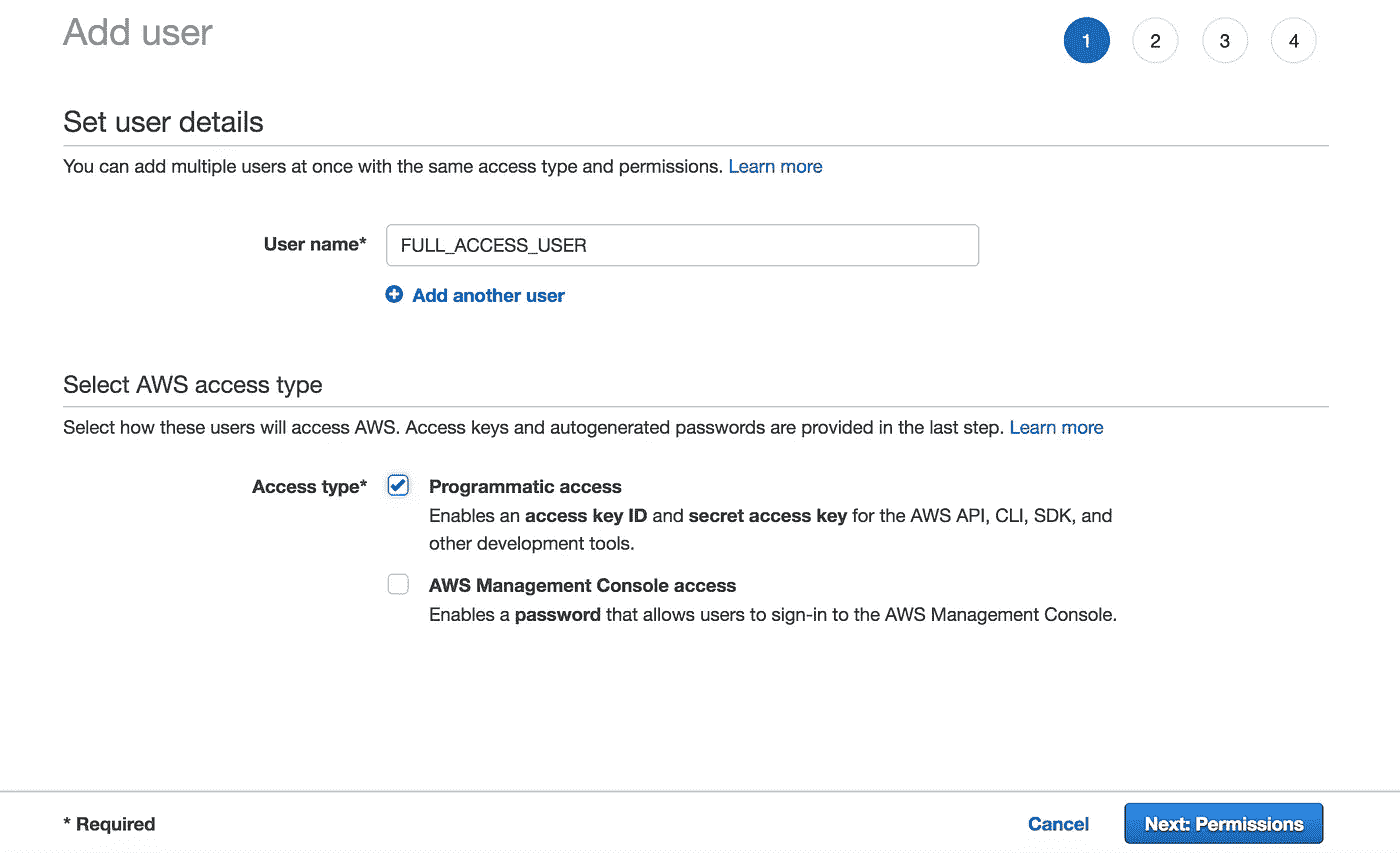 Add user
1 2 3 4
Set user details
You can add multiple users at once with the same access type and permissions. Learn more
User name* FULL_ACCESS_USER
Add another user
Select AWS access type
Select how these users will access AWS. Access keys and autogenerated passwords are provided in the last step. Learn more
Access type* Programmatic access
Enables an access key ID and secret access key for the AWS API, CLI, SDK, and
other development tools.
AWS Management Console access
Enables a password that allows users to sign-in to the AWS Management Console.
* Required Cancel Next: Permissions